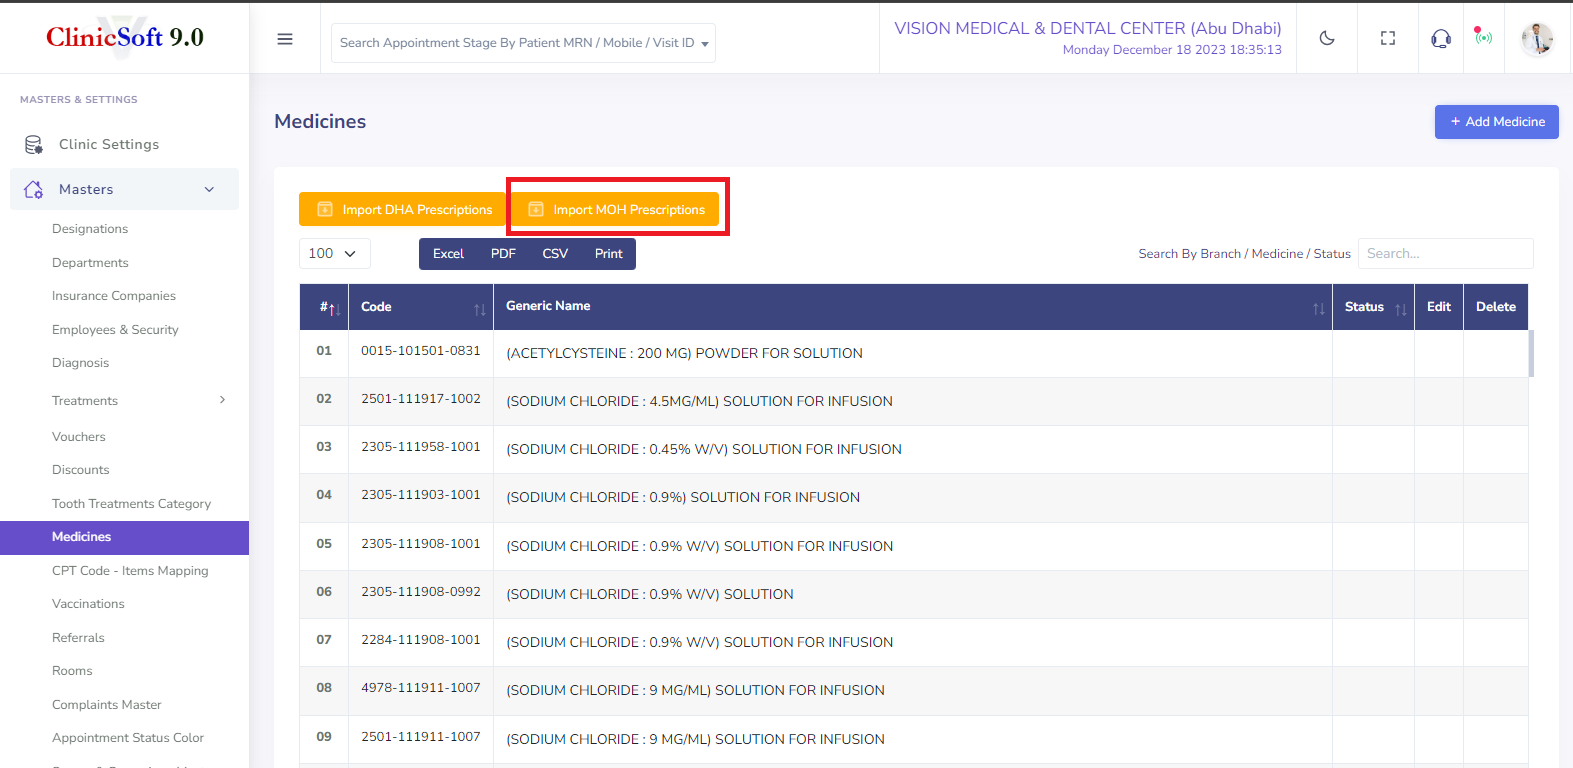 ClinicSoft 9.0
Search Appointment Stage By Patient MRN / Mobile / Visit ID
VISION MEDICAL & DENTAL CENTER (Abu Dhabi)
Monday December 18 2023 18:35:13
MASTERS & SETTINGS
Clinic Settings
Masters
Designations
Departments
Insurance Companies
Employees & Security
Diagnosis
Treatments
Vouchers
Discounts
Tooth Treatments Category
Medicines
CPT Code - Items Mapping
Vaccinations
Referrals
Rooms
Complaints Master
Appointment Status Color
Medicines
+ Add Medicine
Import DHA Prescriptions Import MOH Prescriptions
100 Excel PDF CSV Print Search By Branch / Medicine / Status Search...
# Code Generic Name Status Edit Delete
01 0015-101501-0831 (ACETYLCYSTEINE : 200 MG) POWDER FOR SOLUTION
02 2501-111917-1002 (SODIUM CHLORIDE : 4.5MG/ML) SOLUTION FOR INFUSION
03 2305-111958-1001 (SODIUM CHLORIDE : 0.45% W/V) SOLUTION FOR INFUSION
04 2305-111903-1001 (SODIUM CHLORIDE : 0.9%) SOLUTION FOR INFUSION
05 2305-111908-1001 (SODIUM CHLORIDE : 0.9% W/V) SOLUTION FOR INFUSION
06 2305-111908-0992 (SODIUM CHLORIDE : 0.9% W/V) SOLUTION
07 2284-111908-1001 (SODIUM CHLORIDE : 0.9% W/V) SOLUTION FOR INFUSION
08 4978-111911-1007 (SODIUM CHLORIDE : 9 MG/ML) SOLUTION FOR INFUSION
09 2501-111911-1007 (SODIUM CHLORIDE : 9 MG/ML) SOLUTION FOR INFUSION